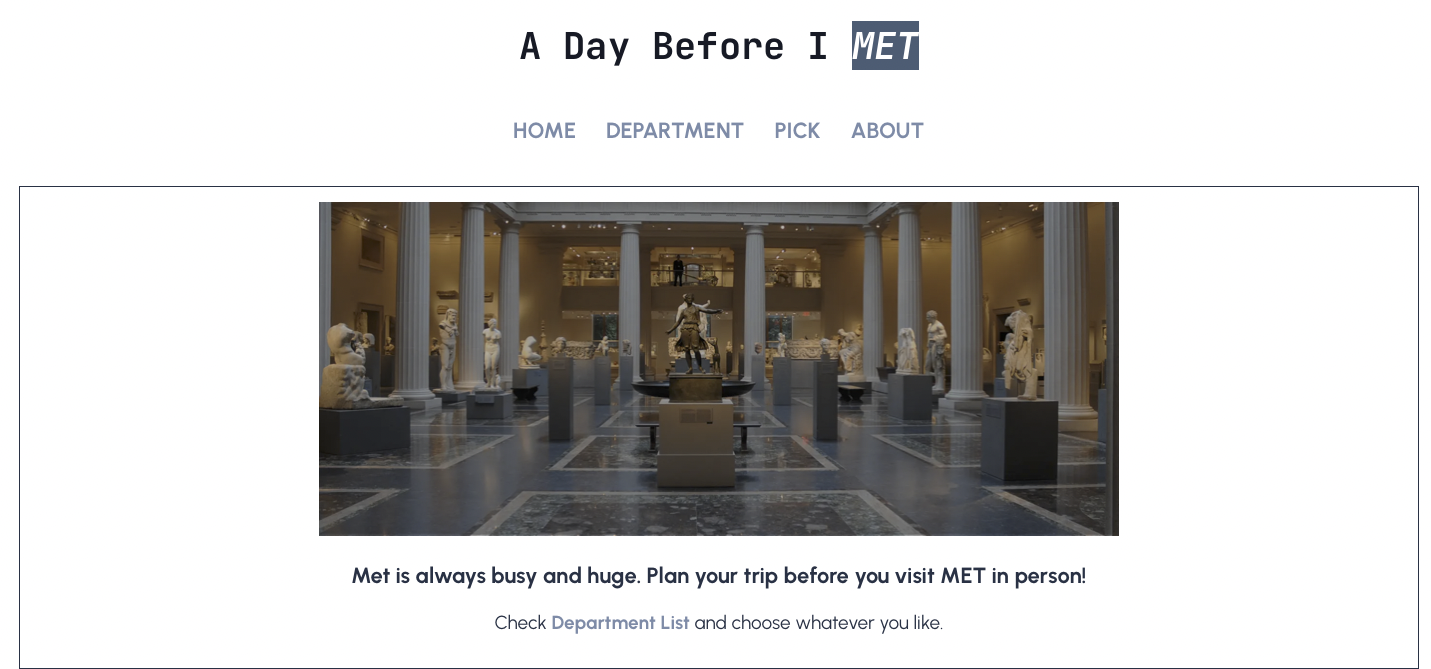 A Day Before I MET
HOME DEPARTMENT PICK ABOUT
Met is always busy and huge. Plan your trip before you visit MET in person!
Check Department List and choose whatever you like.